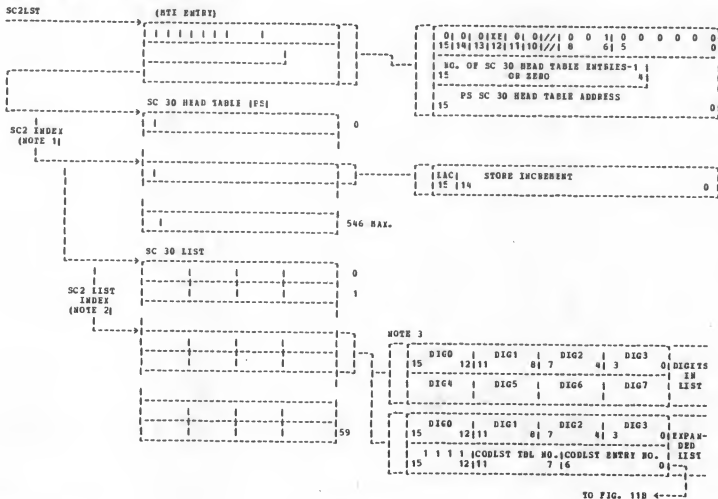 SC2LST
(MTX ENTRY)
0| 0| 0|XE| 0| 0|//| 0 0 1| 0 0 0 0 0 0
15|14|13|12|11|10|//| 8 6| 5 0
NO. OF SC 30 HEAD TABLE ENTRIES-1
15 OR ZERO 4
PS SC 30 HEAD TABLE ADDRESS
15 0
SC 30 HEAD TABLE (PS)
0
SC2 INDEX
(NOTE 1)
LAC| STORE INCREMENT
15 |14 0
546 MAX.
SC 30 LIST
0
1
SC2 LIST
INDEX
(NOTE 2)
NOTE 3
DIG0 | DIG1 | DIG2 | DIG3
15 12|11 8| 7 4| 3 0
DIG4 | DIG5 | DIG6 | DIG7
DIGITS
IN
LIST
59
DIG0 | DIG1 | DIG2 | DIG3
15 12|11 8| 7 4| 3 0
1 1 1 1 |CODLST TBL NO.|CODLST ENTRY NO.
15 12|11 7 |6 0
EXPAN-
DED
LIST
TO FIG. 11B